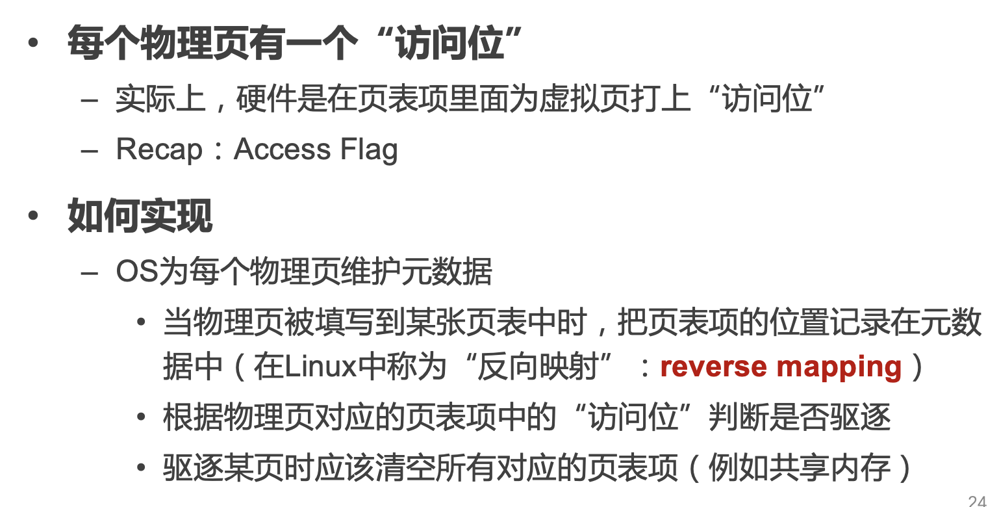 • 每个物理页有一个“访问位”
– 实际上，硬件是在页表项里面为虚拟页打上“访问位”
– Recap：Access Flag
• 如何实现
– OS为每个物理页维护元数据
• 当物理页被填写到某张页表中时，把页表项的位置记录在元数
据中（在Linux中称为“反向映射”：reverse mapping）
• 根据物理页对应的页表项中的“访问位”判断是否驱逐
• 驱逐某页时应该清空所有对应的页表项（例如共享内存）
24